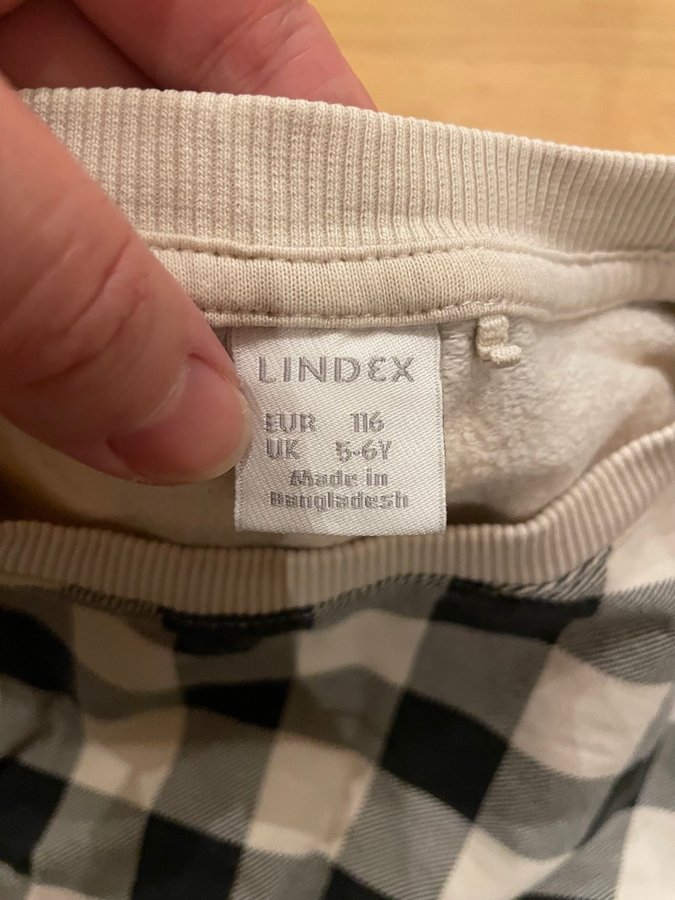 LINDEX
EUR 116
UK 5-6Y
Made in
Bangladesh